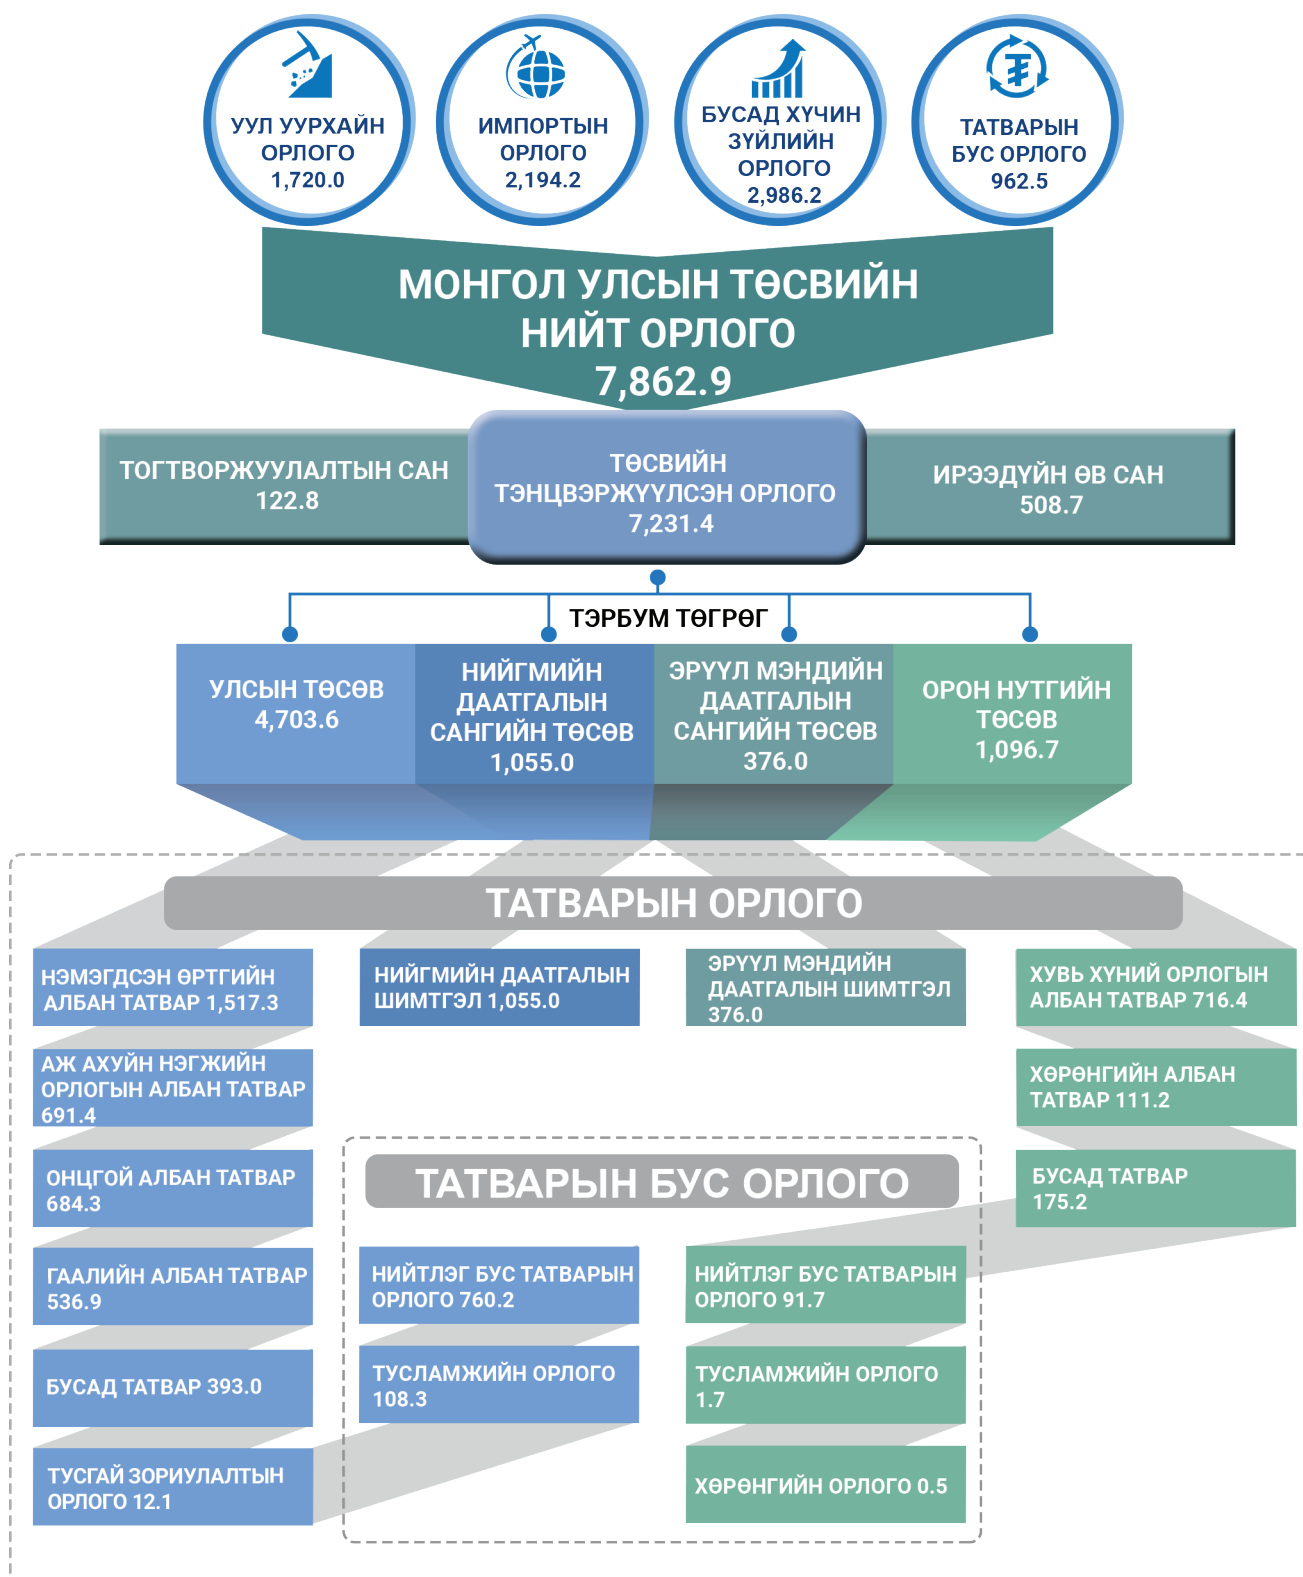 УУЛ УУРХАЙН
ОРЛОГО
1,720.0
ИМПОРТЫН
ОРЛОГО
2,194.2
БУСАД ХҮЧИН
ЗҮЙЛИЙН
ОРЛОГО
2,986.2
ТАТВАРЫН
БУС ОРЛОГО
962.5
МОНГОЛ УЛСЫН ТӨСВИЙН
НИЙТ ОРЛОГО
7,862.9
ТОГТВОРЖУУЛАЛТЫН САН
122.8
ТӨСВИЙН
ТЭНЦВЭРЖҮҮЛСЭН ОРЛОГО
7,231.4
ИРЭЭДҮЙН ӨВ САН
508.7
ТЭРБУМ ТӨГРӨГ
УЛСЫН ТӨСӨВ
4,703.6
НИЙГМИЙН
ДААТГАЛЫН
САНГИЙН ТӨСӨВ
1,055.0
ЭРҮҮЛ МЭНДИЙН
ДААТГАЛЫН
САНГИЙН ТӨСӨВ
376.0
ОРОН НУТГИЙН
ТӨСӨВ
1,096.7
ТАТВАРЫН ОРЛОГО
НЭМЭГДСЭН ӨРТГИЙН
АЛБАН ТАТВАР 1,517.3
АЖ АХУЙН НЭГЖИЙН
ОРЛОГЫН АЛБАН ТАТВАР
691.4
ОНЦГОЙ АЛБАН ТАТВАР
684.3
ГААЛИЙН АЛБАН ТАТВАР
536.9
БУСАД ТАТВАР 393.0
ТУСГАЙ ЗОРИУЛАЛТЫН
ОРЛОГО 12.1
НИЙГМИЙН ДААТГАЛЫН
ШИМТГЭЛ 1,055.0
ЭРҮҮЛ МЭНДИЙН
ДААТГАЛЫН ШИМТГЭЛ
376.0
ХУВЬ ХҮНИЙ ОРЛОГЫН
АЛБАН ТАТВАР 716.4
ХӨРӨНГИЙН АЛБАН
ТАТВАР 111.2
БУСАД ТАТВАР
175.2
ТАТВАРЫН БУС ОРЛОГО
НИЙТЛЭГ БУС ТАТВАРЫН
ОРЛОГО 760.2
ТУСЛАМЖИЙН ОРЛОГО
108.3
НИЙТЛЭГ БУС ТАТВАРЫН
ОРЛОГО 91.7
ТУСЛАМЖИЙН ОРЛОГО
1.7
ХӨРӨНГИЙН ОРЛОГО 0.5